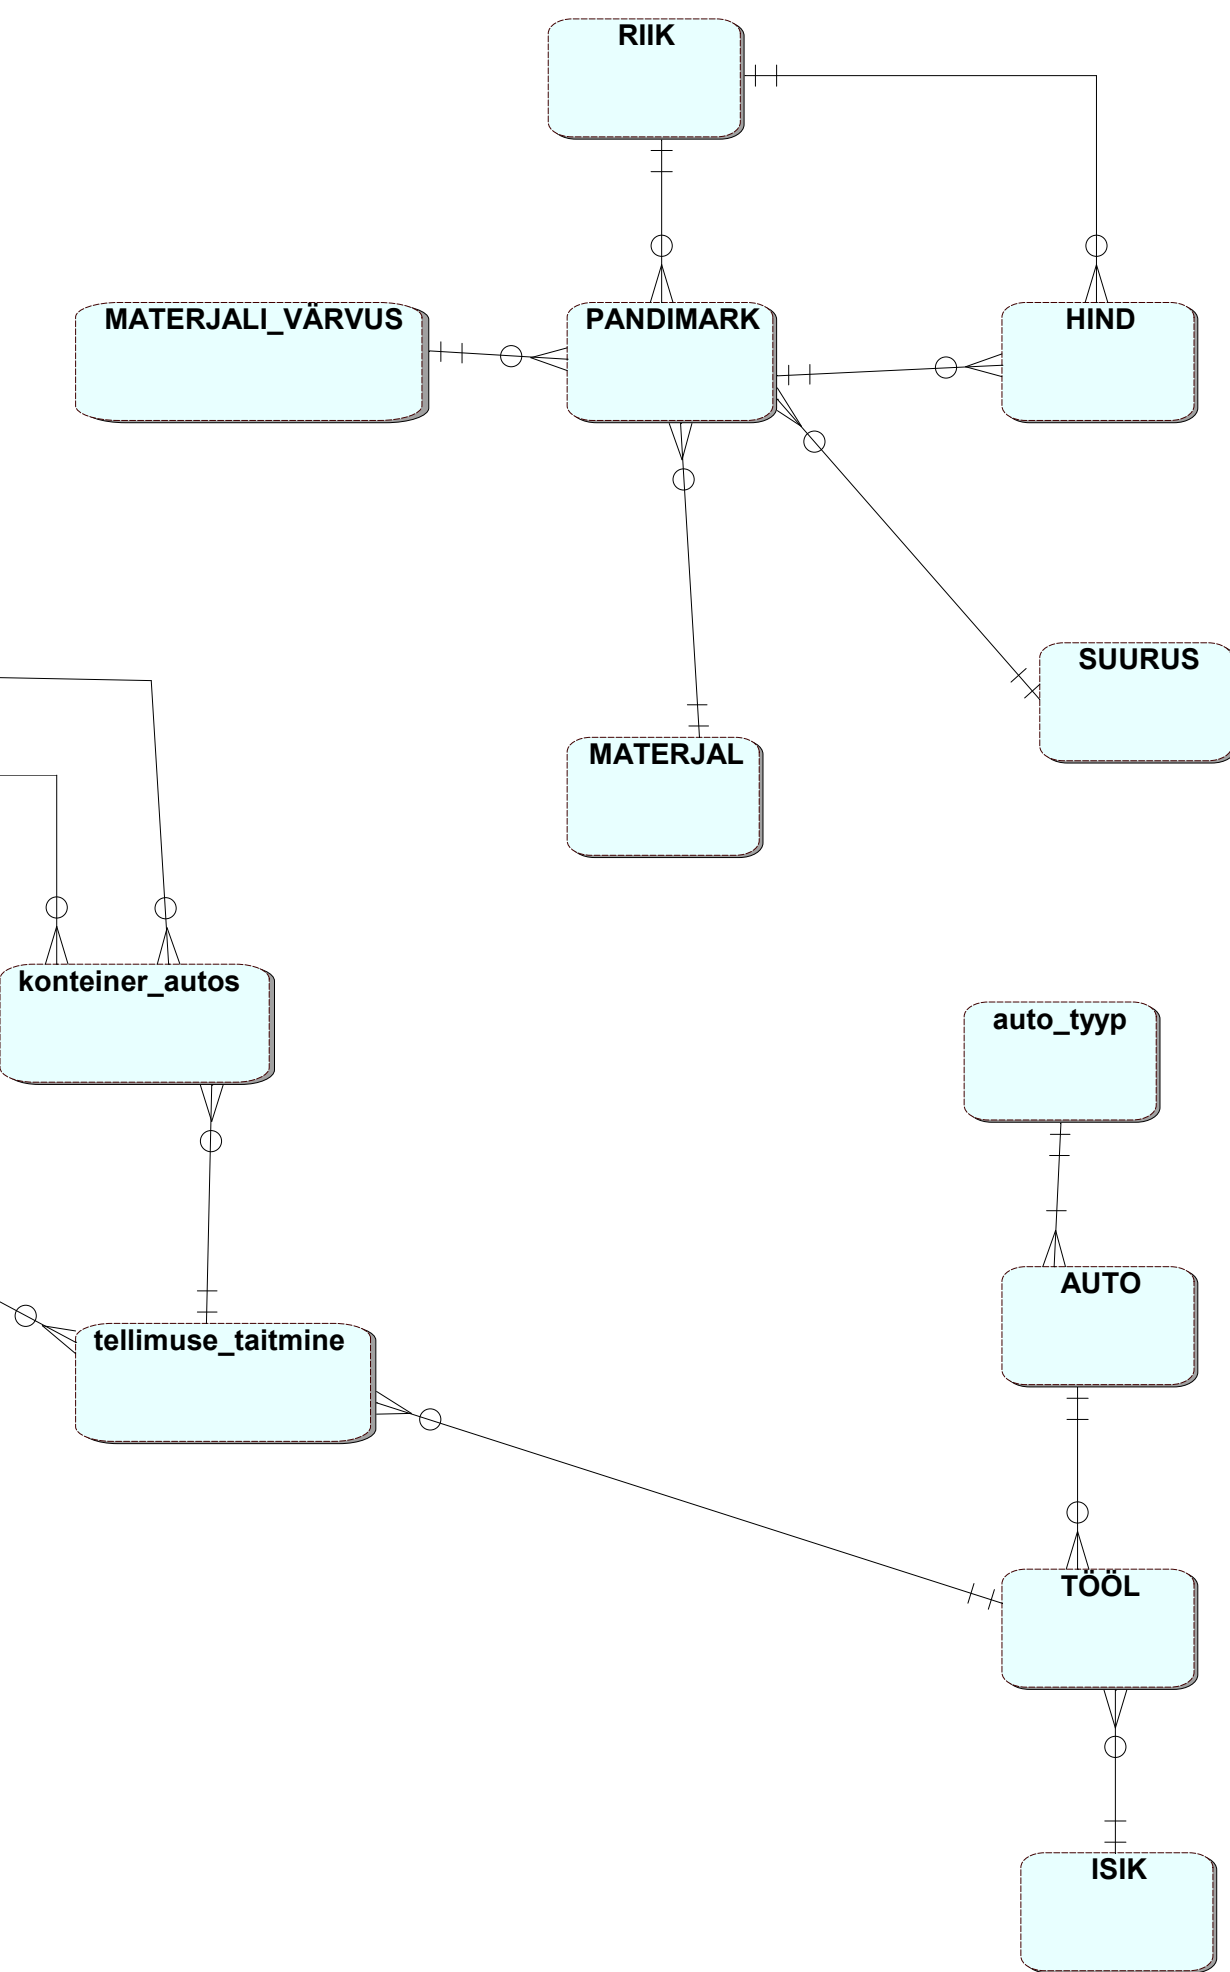 RIIK
MATERJALI_VÄRVUS
PANDIMARK
HIND
SUURUS
MATERJAL
konteiner_autos
auto_tyyp
AUTO
tellimuse_taitmine
TÖÖL
ISIK